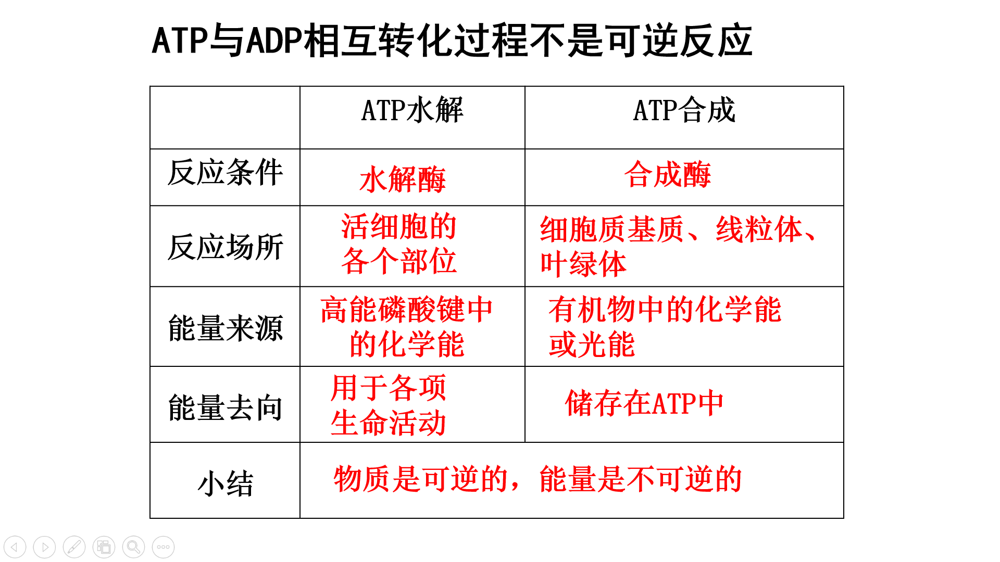 ATP与ADP相互转化过程不是可逆反应
ATP水解
ATP合成
反应条件
水解酶
合成酶
反应场所
活细胞的
各个部位
细胞质基质、线粒体、
叶绿体
能量来源
高能磷酸键中
的化学能
有机物中的化学能
或光能
能量去向
用于各项
生命活动
储存在ATP中
小结
物质是可逆的，能量是不可逆的